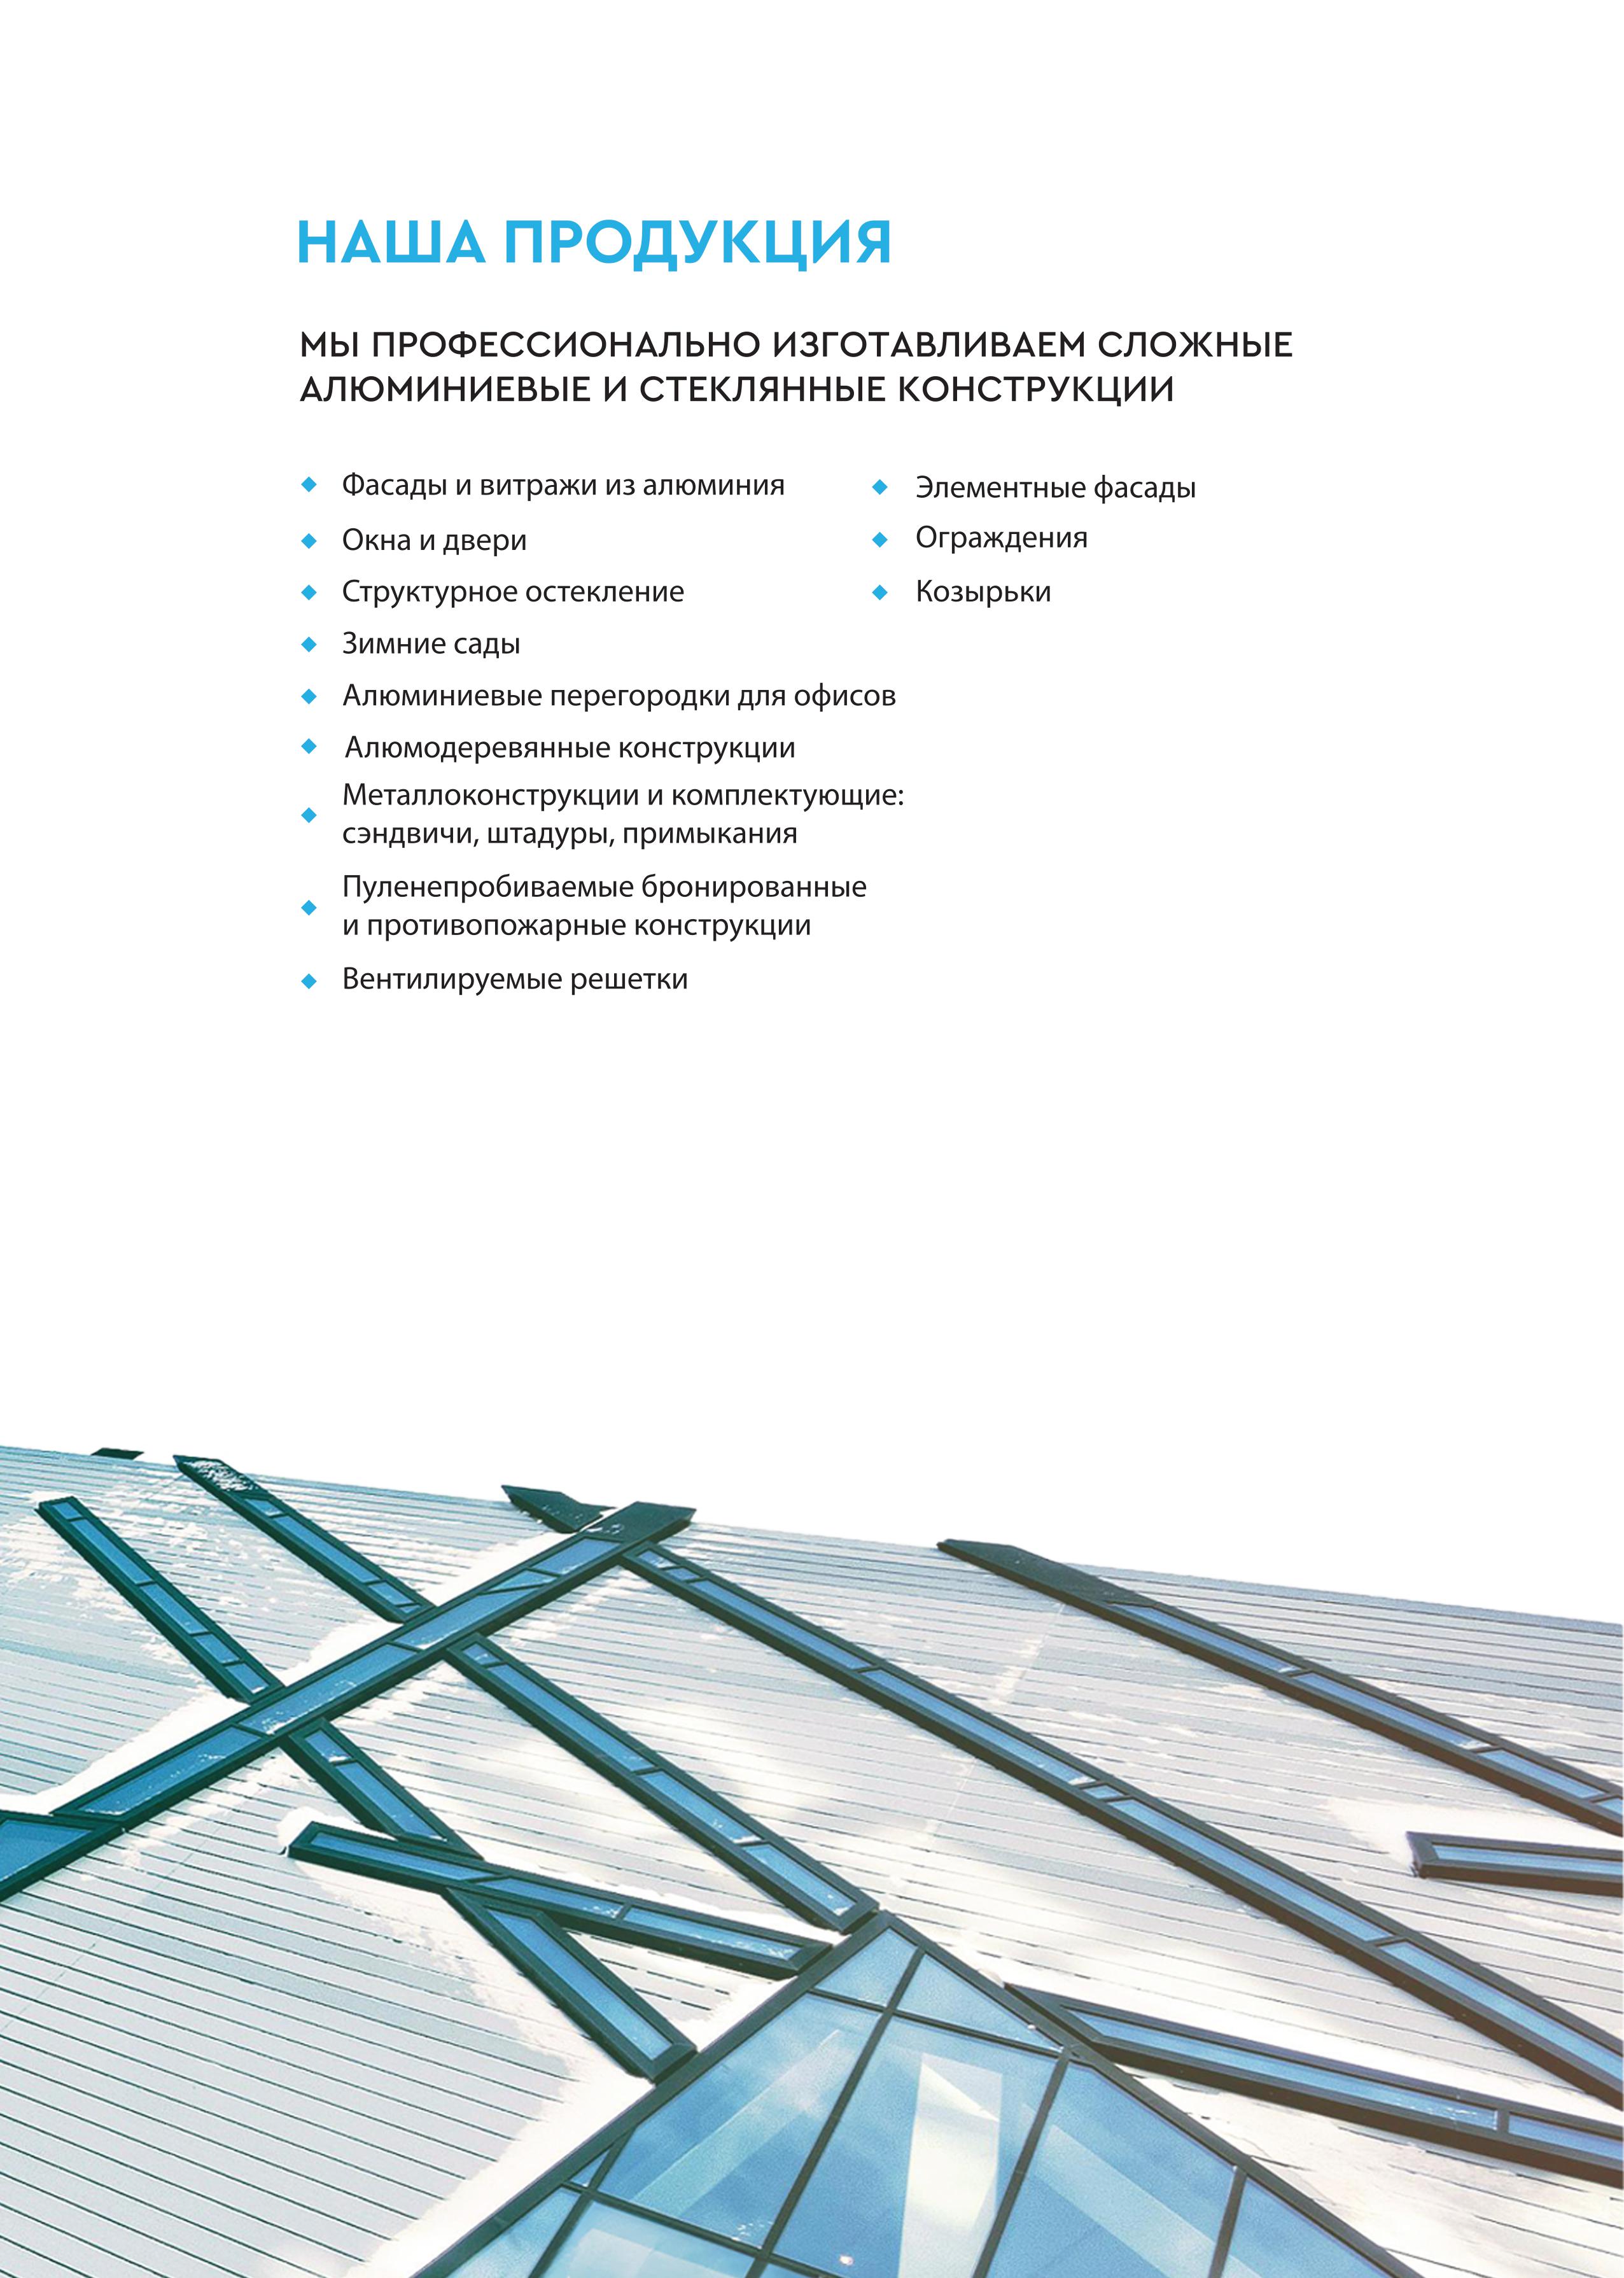 НАША ПРОДУКЦИЯ
МЫ ПРОФЕССИОНАЛЬНО ИЗГОТАВЛИВАЕМ СЛОЖНЫЕ
АЛЮМИНИЕВЫЕ И СТЕКЛЯННЫЕ КОНСТРУКЦИИ
Фасады и витражи из алюминия
Окна и двери
Структурное остекление
Зимние сады
Алюминиевые перегородки для офисов
Алюмодеревянные конструкции
Металлоконструкции и комплектующие:
сэндвичи, штадуры, примыкания
Пуленепробиваемые бронированные
и противопожарные конструкции
Вентилируемые решетки
Элементные фасады
Ограждения
Козырьки